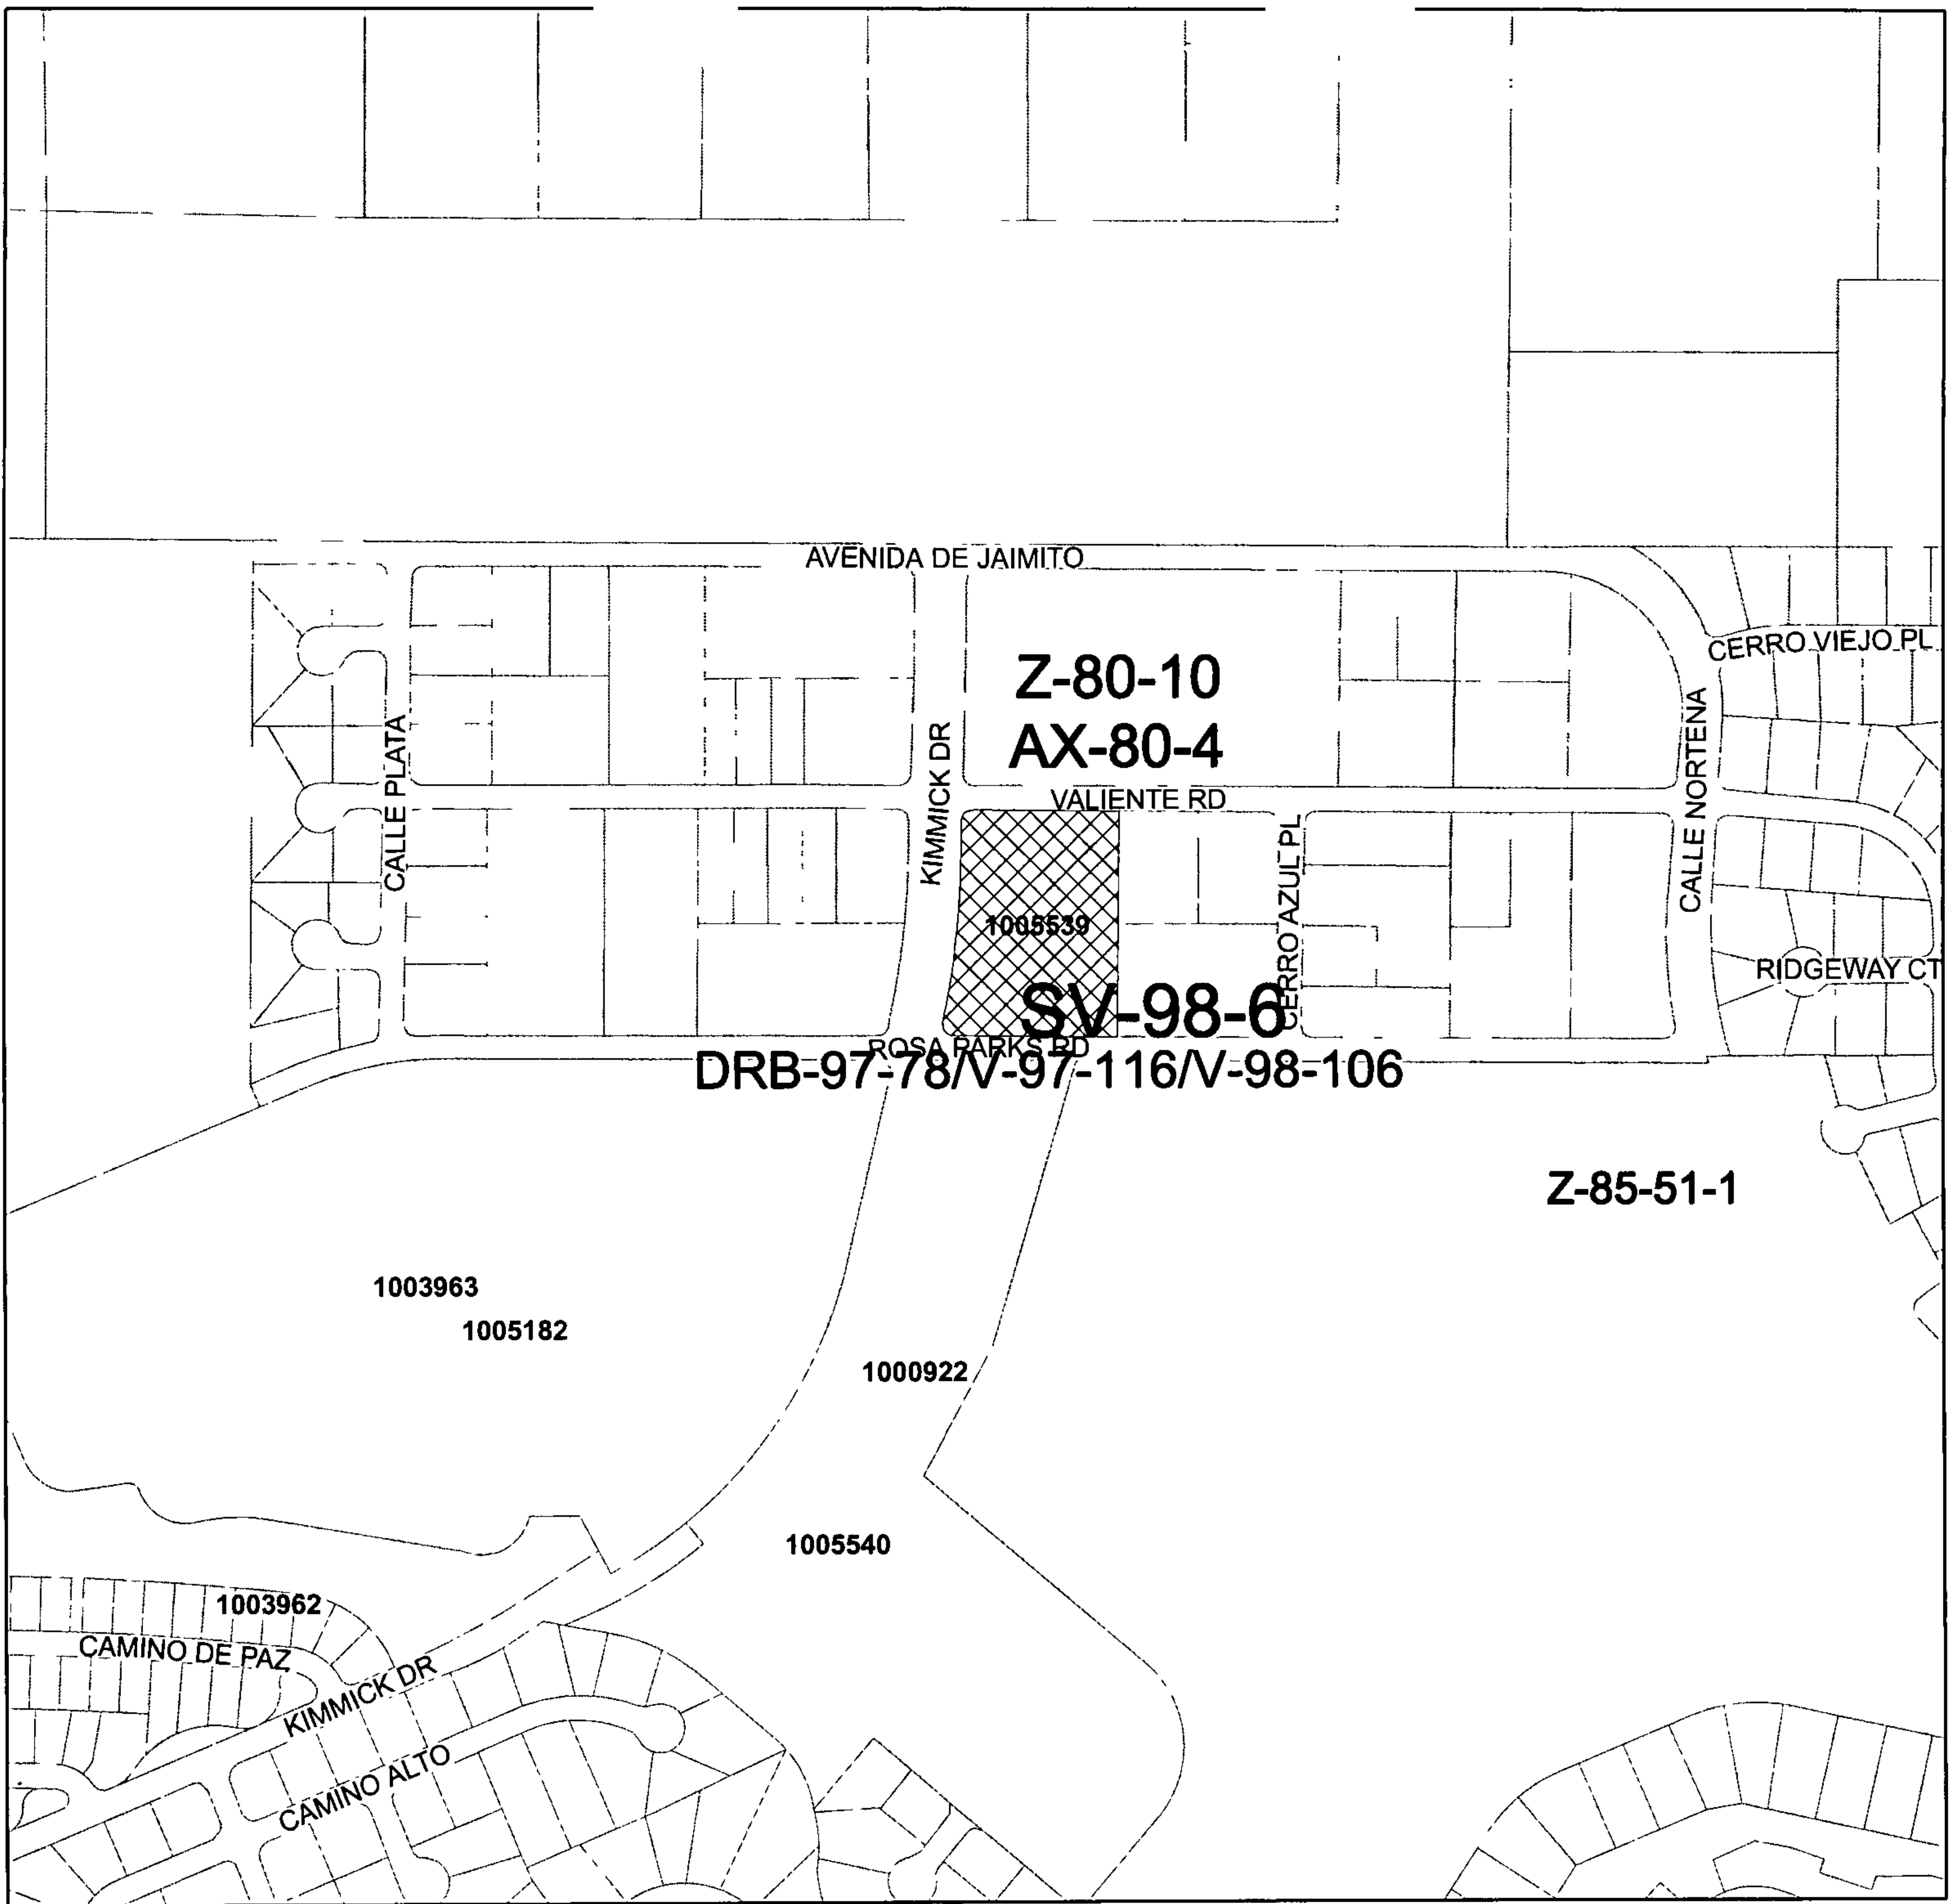 AVENIDA DE JAIMITO
CERRO VIEJO PL
Z-80-10
AX-80-4
CALLE PLATA
KIMMICK DR
CALLE NORTENA
VALIENTE RD
CERRO AZUL PL
1005539
RIDGEWAY CT
SV-98-6
ROSA PARKS RD
DRB-97-78/V-97-116/V-98-106
Z-85-51-1
1003963
1005182
1000922
1005540
1003962
CAMINO DE PAZ
KIMMICK DR
CAMINO ALTO